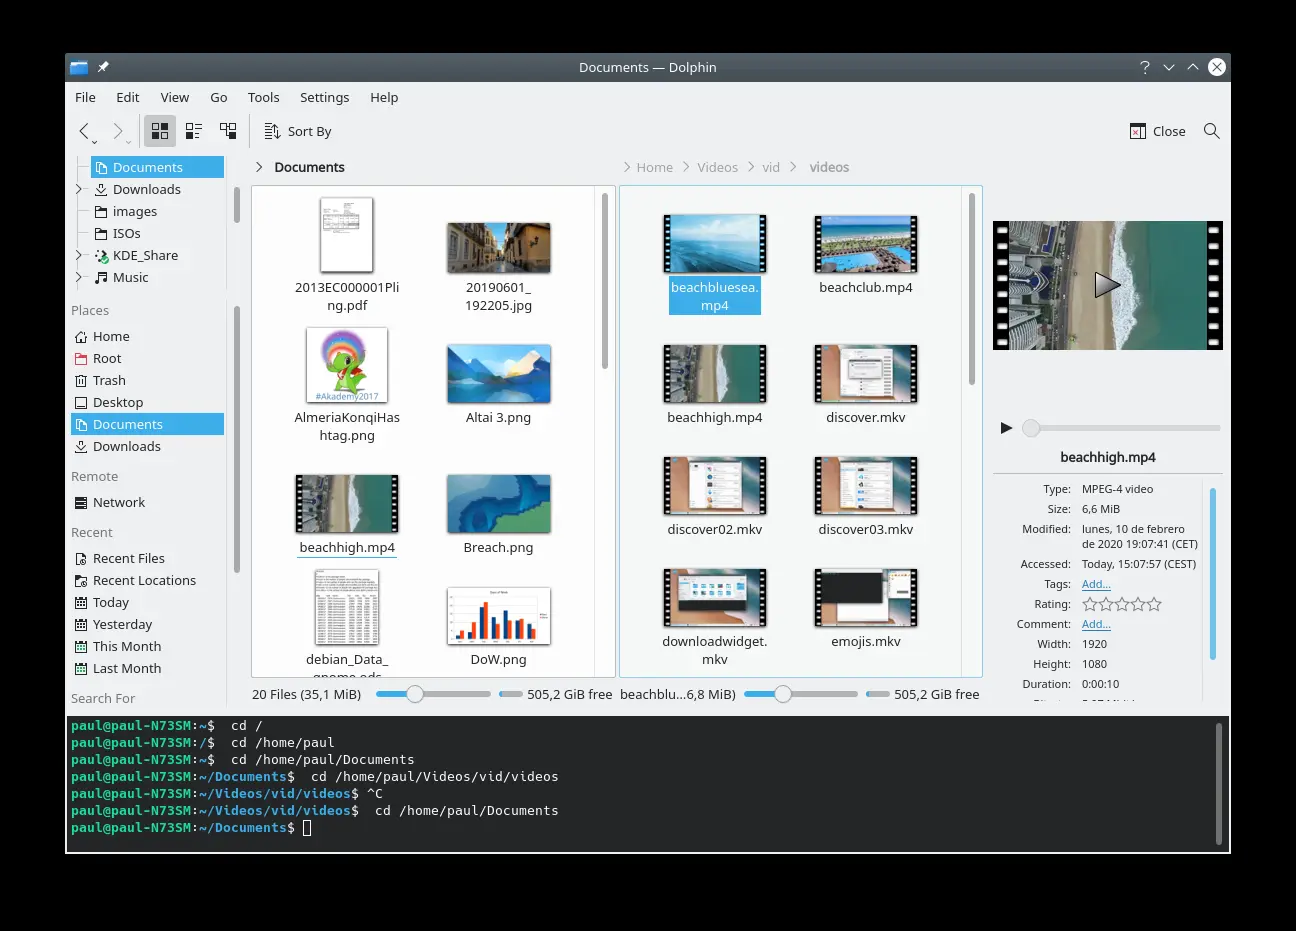 Documents — Dolphin
File Edit View Go Tools Settings Help
Sort By
Close
Documents
Downloads
images
ISOs
KDE_Share
Music
Places
Home
Root
Trash
Desktop
Documents
Downloads
Remote
Network
Recent
Recent Files
Recent Locations
Today
Yesterday
This Month
Last Month
Search For
Documents
2013EC000001Pli
ng.pdf
20190601_
192205.jpg
#Akademy2017
AlmeriaKonqiHas
htag.png
Altai 3.png
beachhigh.mp4
Breach.png
debian_Data_
gnome.ods
DoW.png
20 Files (35,1 MiB)
505,2 GiB free
Home Videos vid videos
beachbluesea.
mp4
beachclub.mp4
beachhigh.mp4
discover.mkv
discover02.mkv
discover03.mkv
downloadwidget.
mkv
emojis.mkv
beachblu...6,8 MiB)
505,2 GiB free
beachhigh.mp4
Type: MPEG-4 video
Size: 6,6 MiB
Modified: lunes, 10 de febrero
de 2020 19:07:41 (CET)
Accessed: Today, 15:07:57 (CEST)
Tags: Add...
Rating:
Comment: Add...
Width: 1920
Height: 1080
Duration: 0:00:10
paul@paul-N73SM:~$ cd /
paul@paul-N73SM:/$ cd /home/paul
paul@paul-N73SM:~$ cd /home/paul/Documents
paul@paul-N73SM:~/Documents$ cd /home/paul/Videos/vid/videos
paul@paul-N73SM:~/Videos/vid/videos$ ^C
paul@paul-N73SM:~/Videos/vid/videos$ cd /home/paul/Documents
paul@paul-N73SM:~/Documents$